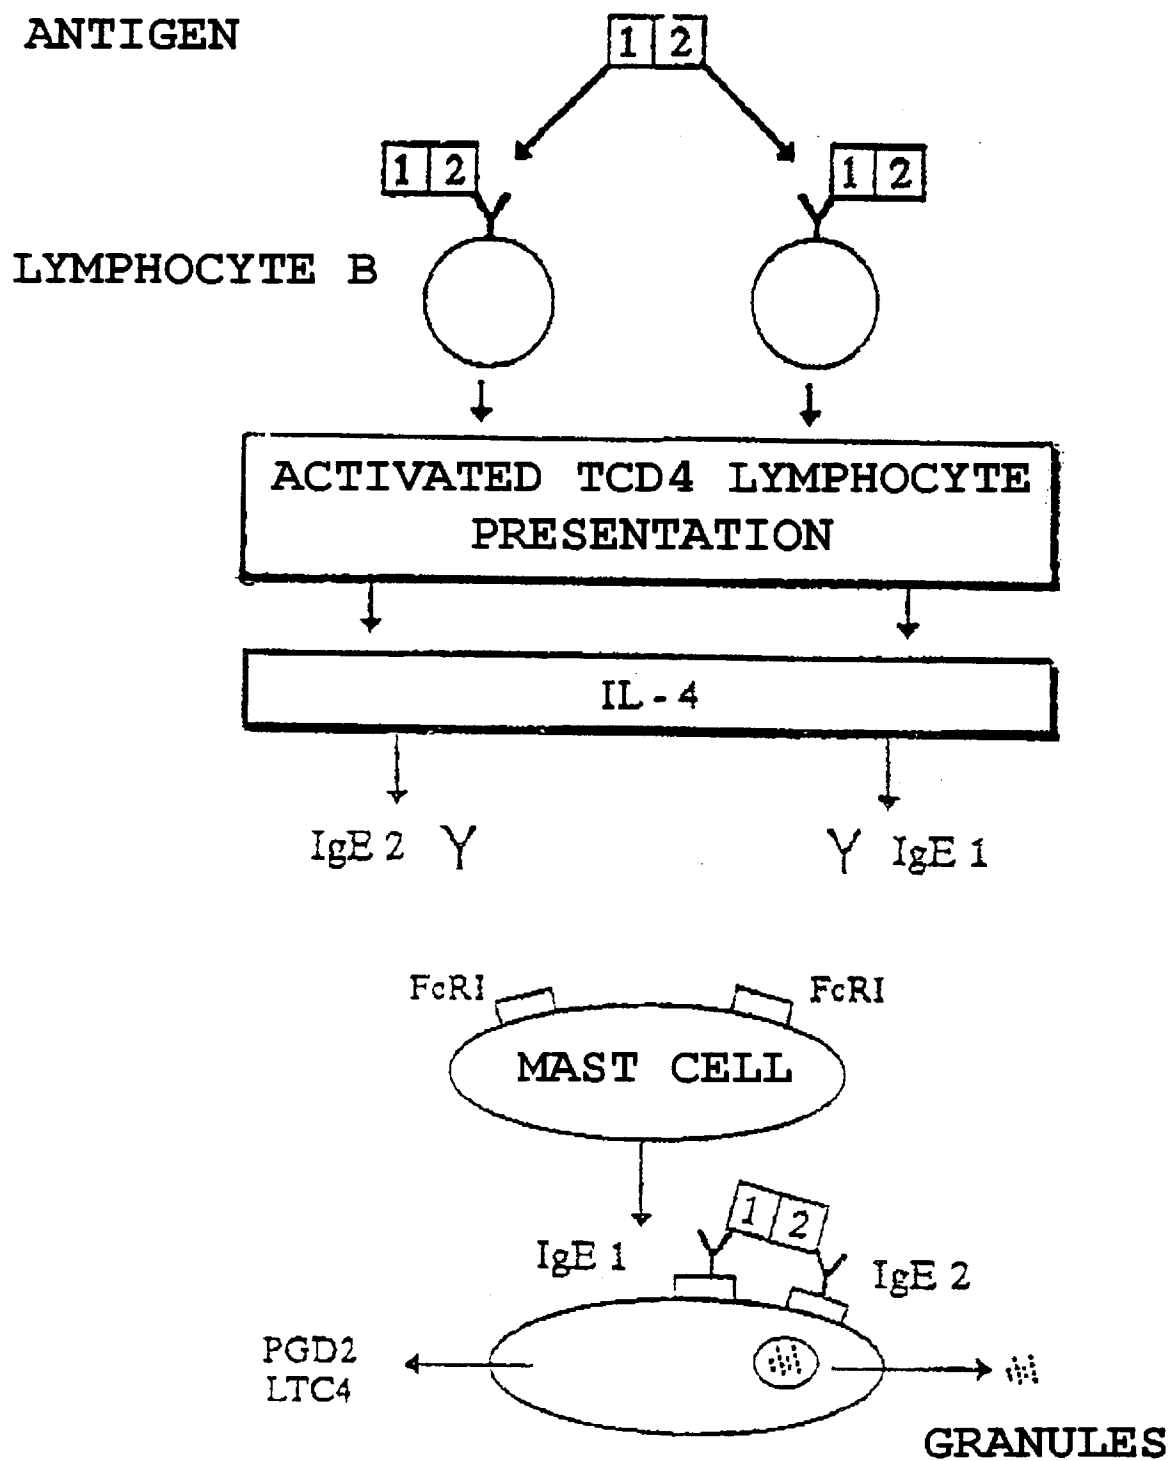 ANTIGEN
1 2
1 2
1 2
LYMPHOCYTE B
ACTIVATED TCD4 LYMPHOCYTE
PRESENTATION
IL-4
IgE 2
IgE 1
FcRI
FcRI
MAST CELL
1 2
IgE 1
IgE 2
PGD2
LTC4
GRANULES